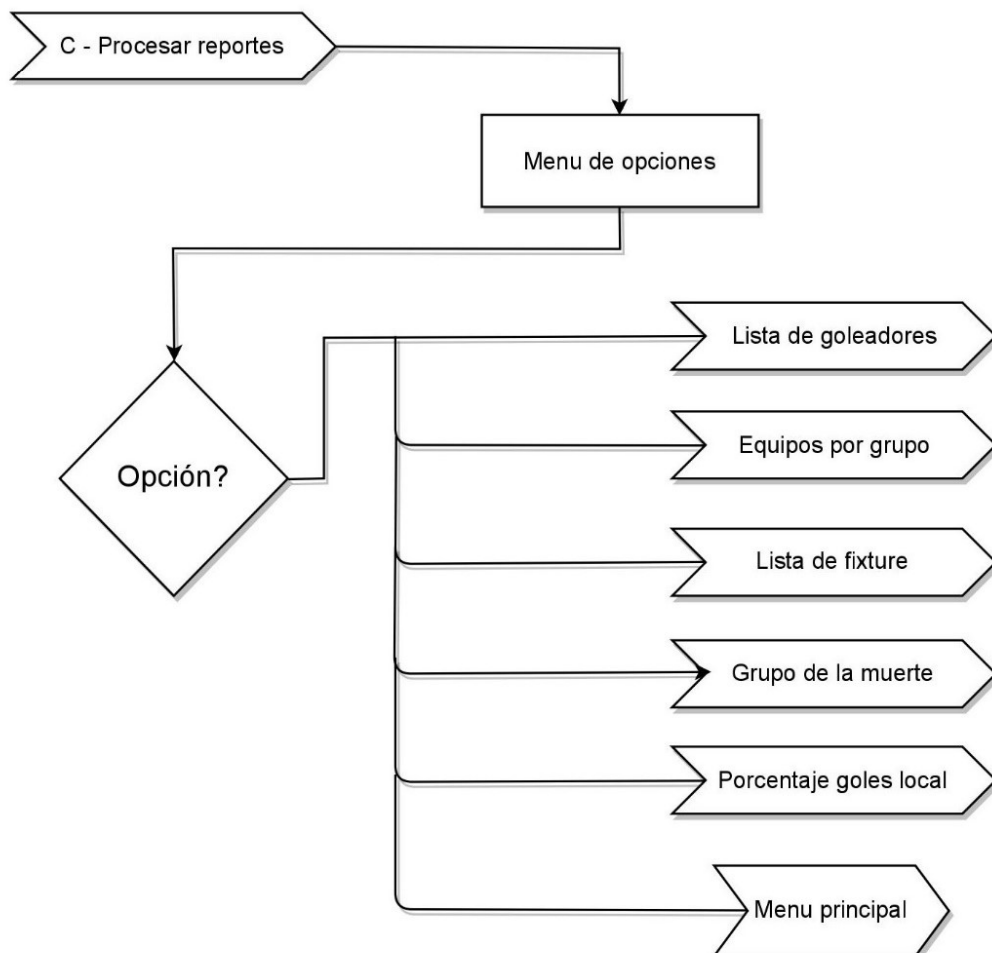 C - Procesar reportes
Menu de opciones
Opción?
Lista de goleadores
Equipos por grupo
Lista de fixture
Grupo de la muerte
Porcentaje goles local
Menu principal